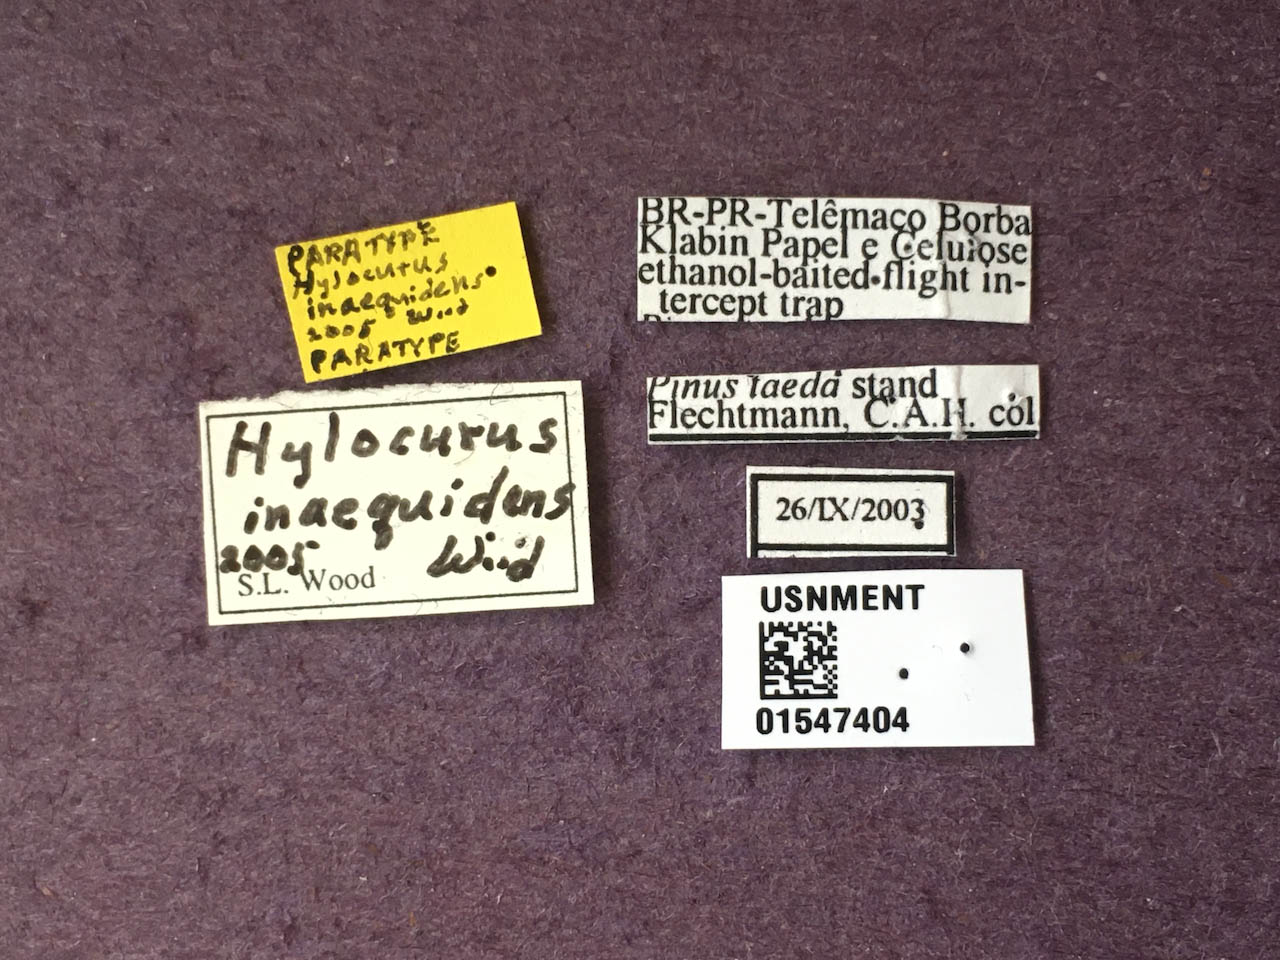 PARATYPE
Hylocurus
inaequidens
2005 Wood
PARATYPE
Hylocurus
inaequidens
2005 Wood
S.L. Wood
BR-PR-Telêmaco Borba
Klabin Papel e Celulose
ethanol-baited flight in-
tercept trap
Pinus taeda stand
Flechtmann, C.A.H. col
26/IX/2003
USNMENT
01547404